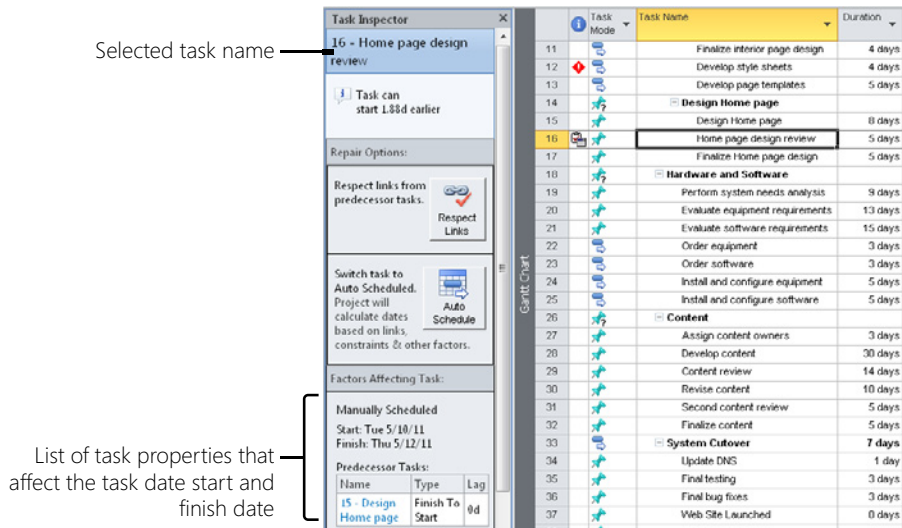 Selected task name
List of task properties that
affect the task date start and
finish date
Task Inspector
16 - Home page design
review
Task can
start 1.88d earlier
Repair Options:
Respect links from
predecessor tasks.
Respect
Links
Switch task to
Auto Scheduled.
Project will
calculate dates
based on links,
constraints & other factors.
Auto
Schedule
Factors Affecting Task:
Manually Scheduled
Start: Tue 5/10/11
Finish: Thu 5/12/11
Predecessor Tasks:
Name Type Lag
15 - Design Finish To 0d
Home page Start
Gantt Chart
Task Mode Task Name Duration
11 Finalize interior page design 4 days
12 Develop style sheets 4 days
13 Develop page templates 5 days
14 Design Home page
15 Design Home page 8 days
16 Home page design review 5 days
17 Finalize Home page design 5 days
18 Hardware and Software
19 Perform system needs analysis 9 days
20 Evaluate equipment requirements 13 days
21 Evaluate software requirements 15 days
22 Order equipment 3 days
23 Order software 3 days
24 Install and configure equipment 5 days
25 Install and configure software 5 days
26 Content
27 Assign content owners 3 days
28 Develop content 30 days
29 Content review 14 days
30 Revise content 10 days
31 Second content review 5 days
32 Finalize content 5 days
33 System Cutover 7 days
34 Update DNS 1 day
35 Final testing 3 days
36 Final bug fixes 3 days
37 Web Site Launched 0 days